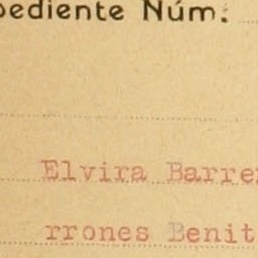 pediente Núm.
Elvira Barre
rrones Benit